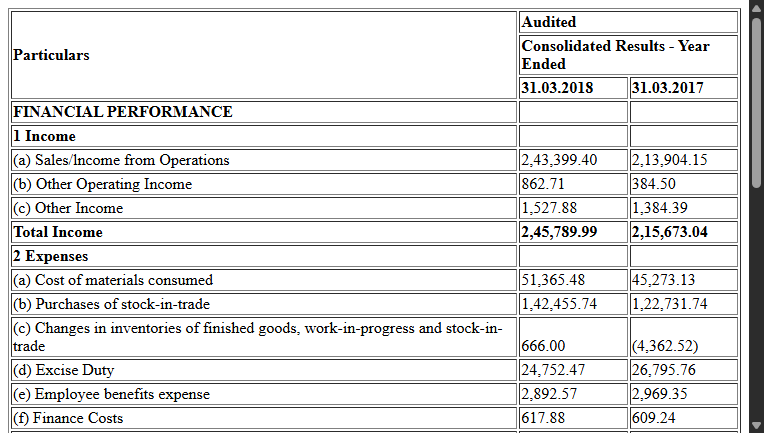 Particulars
Audited
Consolidated Results - Year
Ended
31.03.2018 31.03.2017
FINANCIAL PERFORMANCE
1 Income
(a) Sales/Income from Operations 2,43,399.40 2,13,904.15
(b) Other Operating Income 862.71 384.50
(c) Other Income 1,527.88 1,384.39
Total Income 2,45,789.99 2,15,673.04
2 Expenses
(a) Cost of materials consumed 51,365.48 45,273.13
(b) Purchases of stock-in-trade 1,42,455.74 1,22,731.74
(c) Changes in inventories of finished goods, work-in-progress and stock-in-
trade 666.00 (4,362.52)
(d) Excise Duty 24,752.47 26,795.76
(e) Employee benefits expense 2,892.57 2,969.35
(f) Finance Costs 617.88 609.24